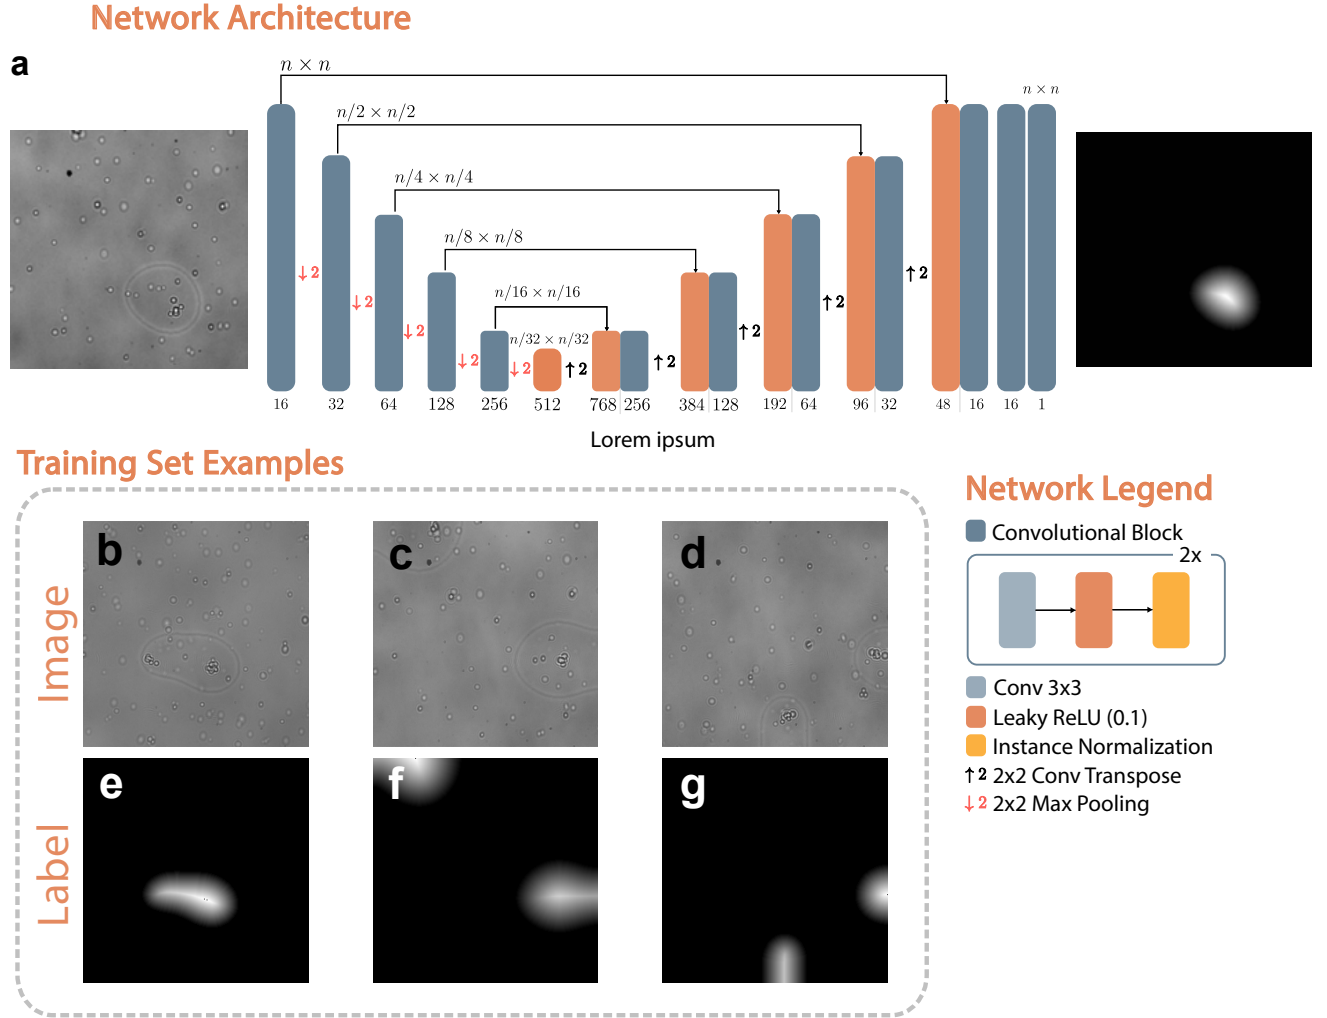 Network Architecture
a
n × n
n × n
n/2 × n/2
n/4 × n/4
n/8 × n/8
n/16 × n/16
n/32 × n/32
↓2
↓2
↓2
↓2
↓2
↑2
↑2
↑2
↑2
↑2
16 32 64 128 256 512 768 256 384 128 192 64 96 32 48 16 16 1
Lorem ipsum
Training Set Examples
Network Legend
Convolutional Block
2x
Conv 3x3
Leaky ReLU (0.1)
Instance Normalization
↑2 2x2 Conv Transpose
↓2 2x2 Max Pooling
Image
b
c
d
Label
e
f
g